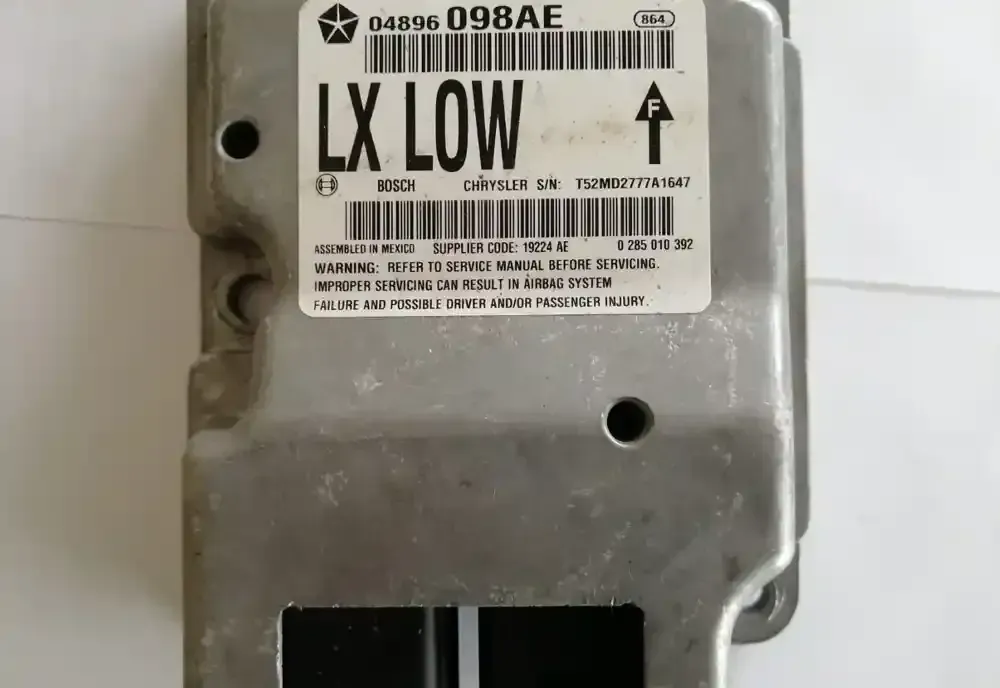 04896 098AE 864
LX LOW F
BOSCH CHRYSLER S/N: T52MD2777A1647
ASSEMBLED IN MEXICO SUPPLIER CODE: 19224 AE 0 285 010 392
WARNING: REFER TO SERVICE MANUAL BEFORE SERVICING.
IMPROPER SERVICING CAN RESULT IN AIRBAG SYSTEM
FAILURE AND POSSIBLE DRIVER AND/OR PASSENGER INJURY.